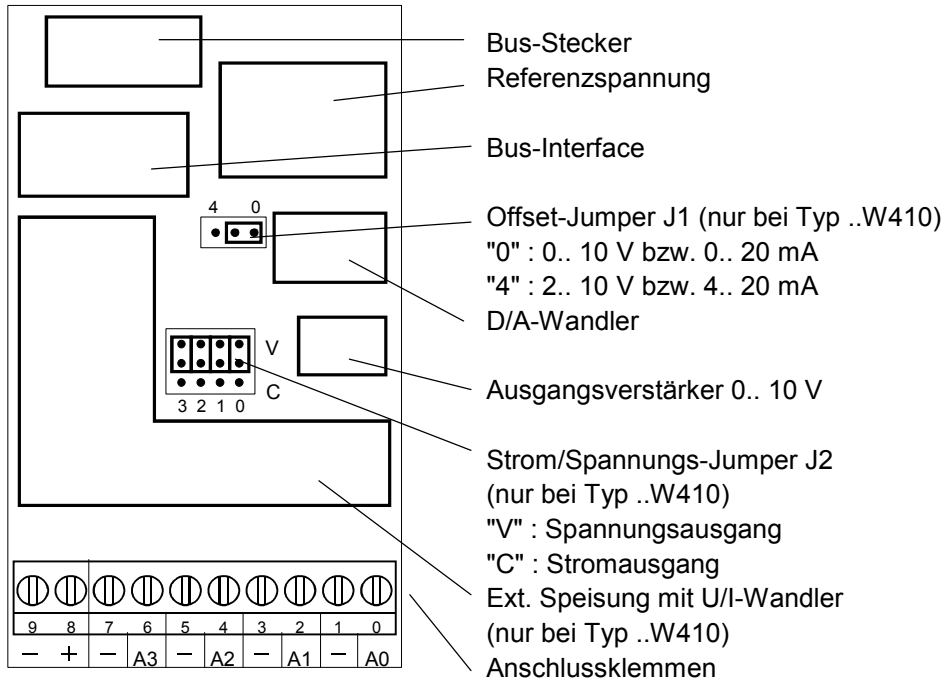 Bus-Stecker
Referenzspannung
Bus-Interface
4 0
Offset-Jumper J1 (nur bei Typ ..W410)
"0" : 0.. 10 V bzw. 0.. 20 mA
"4" : 2.. 10 V bzw. 4.. 20 mA
D/A-Wandler
V
C
3 2 1 0
Ausgangsverstärker 0.. 10 V
Strom/Spannungs-Jumper J2
(nur bei Typ ..W410)
"V" : Spannungsausgang
"C" : Stromausgang
Ext. Speisung mit U/I-Wandler
(nur bei Typ ..W410)
Anschlussklemmen
9 8 7 6 5 4 3 2 1 0
– + – A3 – A2 – A1 – A0